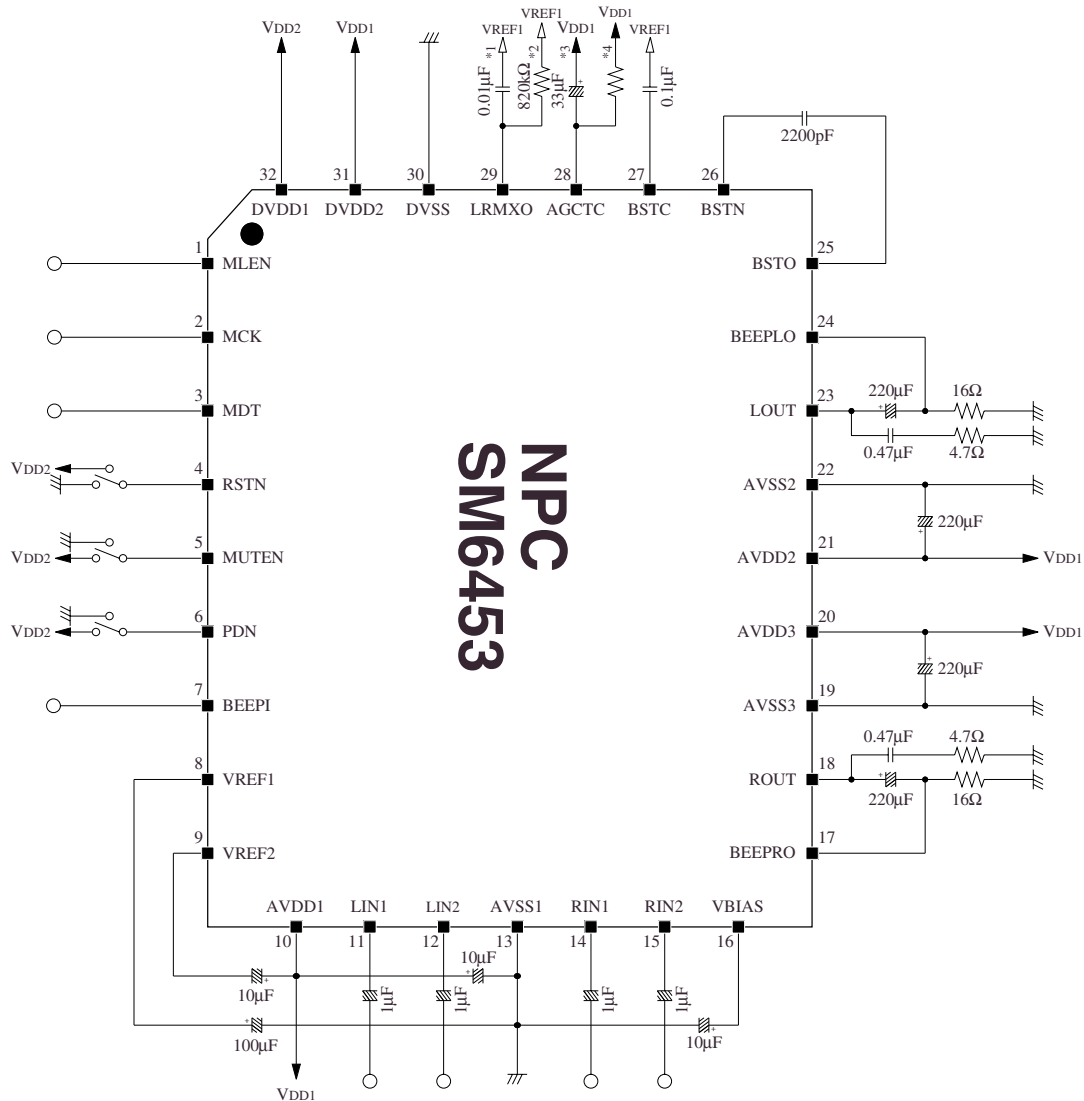 VDD2
VDD1
VREF1
VREF1
VDD1
VDD1
VREF1
*1
*2
*3
*4
0.01µF
820kΩ
33µF
+
0.1µF
2200pF
32
31
30
29
28
27
26
DVDD1
DVDD2
DVSS
LRMXO
AGCTC
BSTC
BSTN
1
MLEN
2
MCK
3
MDT
VDD2
4
RSTN
5
MUTEN
VDD2
6
PDN
VDD2
7
BEEPI
8
VREF1
9
VREF2
NPC
SM6453
25
BSTO
24
BEEPLO
23
LOUT
220µF
+
16Ω
0.47µF
4.7Ω
22
AVSS2
220µF
+
21
AVDD2
VDD1
20
AVDD3
VDD1
+
220µF
19
AVSS3
0.47µF
4.7Ω
18
ROUT
+
220µF
16Ω
17
BEEPRO
AVDD1
LIN1
LIN2
AVSS1
RIN1
RIN2
VBIAS
10
11
12
13
14
15
16
10µF
+
10µF
+
1µF
+
1µF
+
1µF
+
1µF
+
100µF
+
10µF
+
VDD1